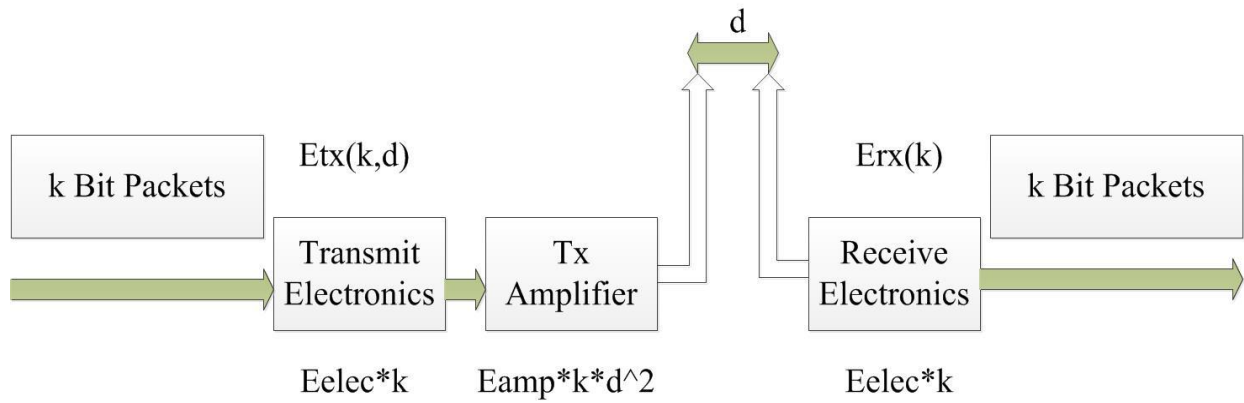 d
k Bit Packets
Etx(k,d)
Erx(k)
k Bit Packets
Transmit
Electronics
Tx
Amplifier
Receive
Electronics
Eelec*k
Eamp*k*d^2
Eelec*k